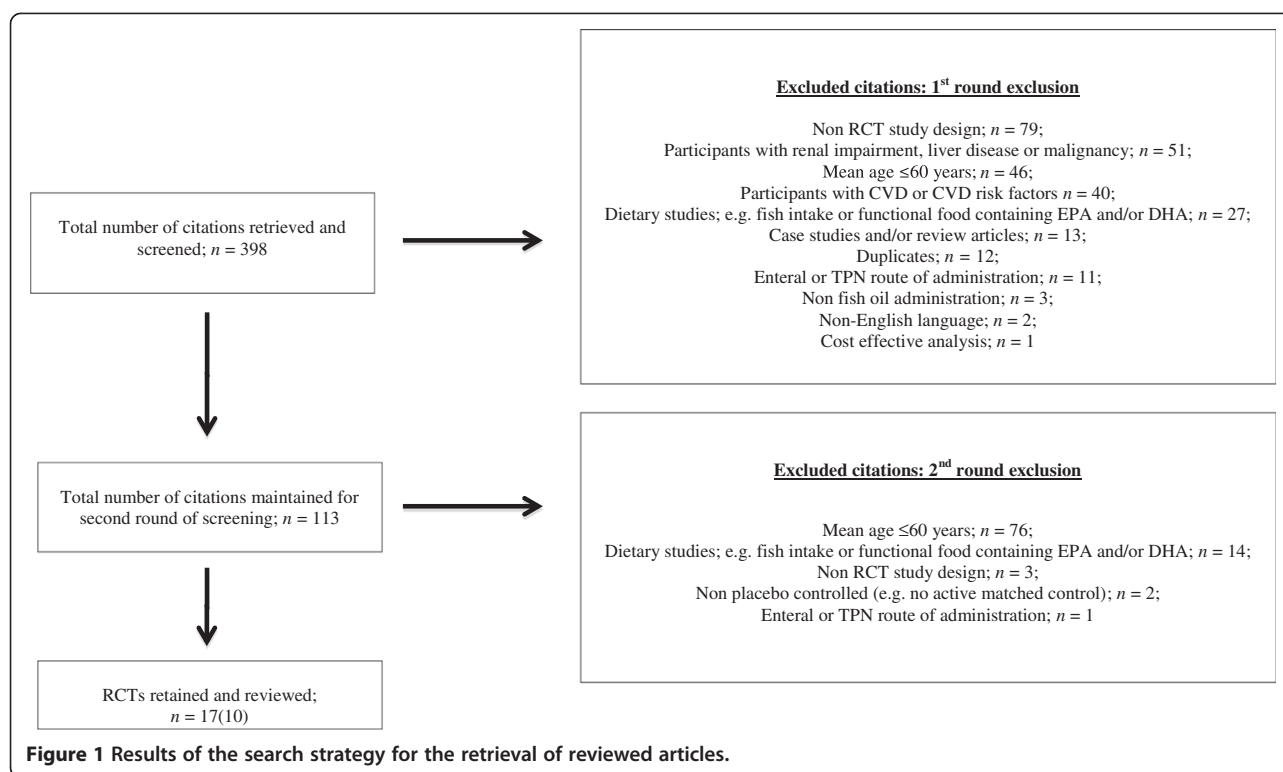 Total number of citations retrieved and
screened; n = 398
Excluded citations: 1st round exclusion
Non RCT study design; n = 79;
Participants with renal impairment, liver disease or malignancy; n = 51;
Mean age ≤60 years; n = 46;
Participants with CVD or CVD risk factors n = 40;
Dietary studies; e.g. fish intake or functional food containing EPA and/or DHA; n = 27;
Case studies and/or review articles; n = 13;
Duplicates; n = 12;
Enteral or TPN route of administration; n = 11;
Non fish oil administration; n = 3;
Non-English language; n = 2;
Cost effective analysis; n = 1
Total number of citations maintained for
second round of screening; n = 113
Excluded citations: 2nd round exclusion
Mean age ≤60 years; n = 76;
Dietary studies; e.g. fish intake or functional food containing EPA and/or DHA; n = 14;
Non RCT study design; n = 3;
Non placebo controlled (e.g. no active matched control); n = 2;
Enteral or TPN route of administration; n = 1
RCTs retained and reviewed;
n = 17(10)
Figure 1 Results of the search strategy for the retrieval of reviewed articles.